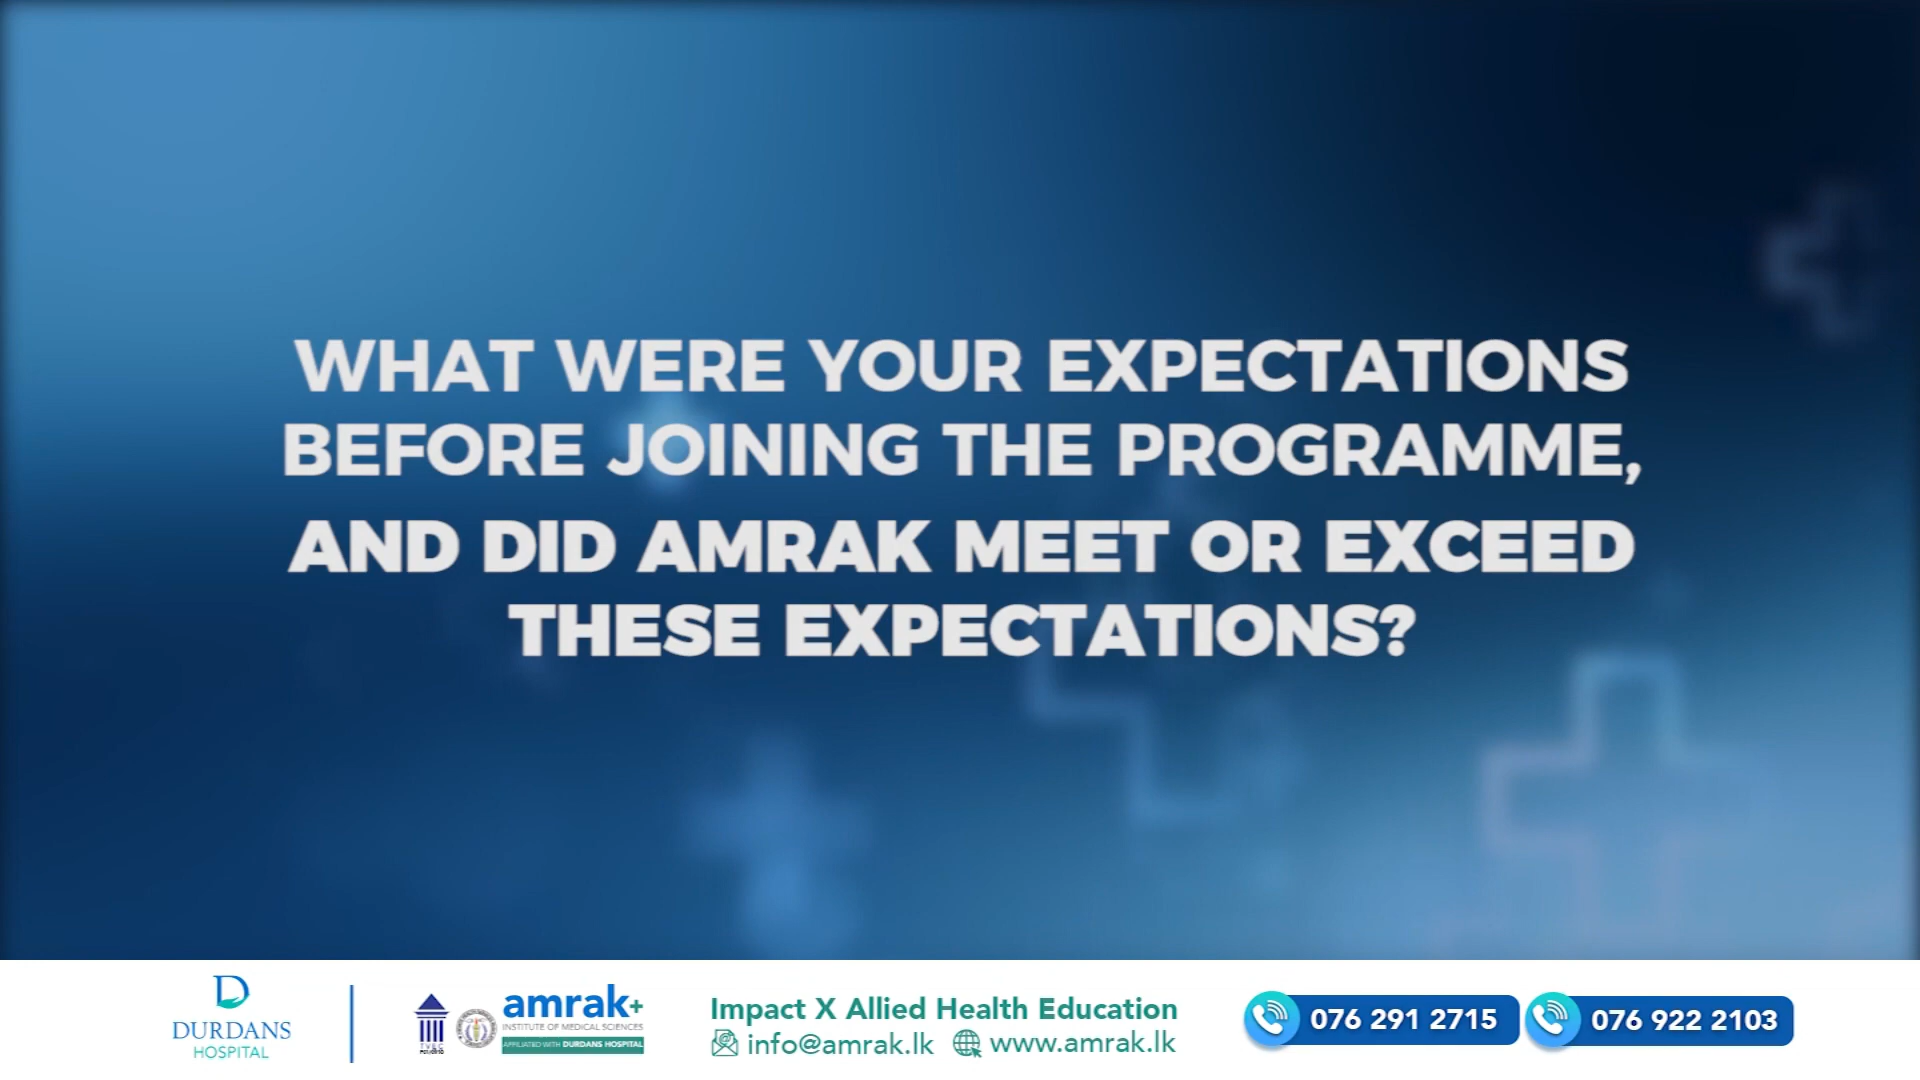 WHAT WERE YOUR EXPECTATIONS
BEFORE JOINING THE PROGRAMME,
AND DID AMRAK MEET OR EXCEED
THESE EXPECTATIONS?
D
DURDANS
HOSPITAL
TVEC
amrak+
INSTITUTE OF MEDICAL SCIENCES
AFFILIATED WITH DURDANS HOSPITAL
Impact X Allied Health Education
info@amrak.lk www.amrak.lk
076 291 2715
076 922 2103